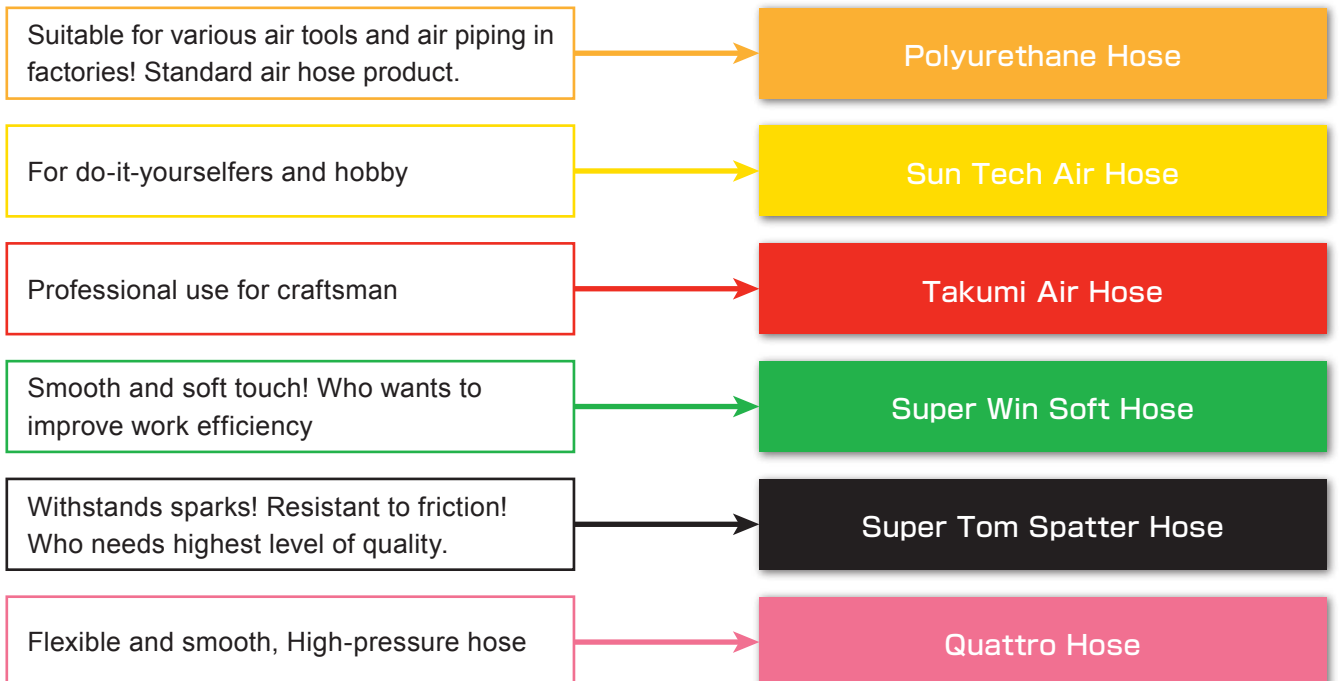 Suitable for various air tools and air piping in
factories! Standard air hose product.
Polyurethane Hose
For do-it-yourselfers and hobby
Sun Tech Air Hose
Professional use for craftsman
Takumi Air Hose
Smooth and soft touch! Who wants to
improve work efficiency
Super Win Soft Hose
Withstands sparks! Resistant to friction!
Who needs highest level of quality.
Super Tom Spatter Hose
Flexible and smooth, High-pressure hose
Quattro Hose